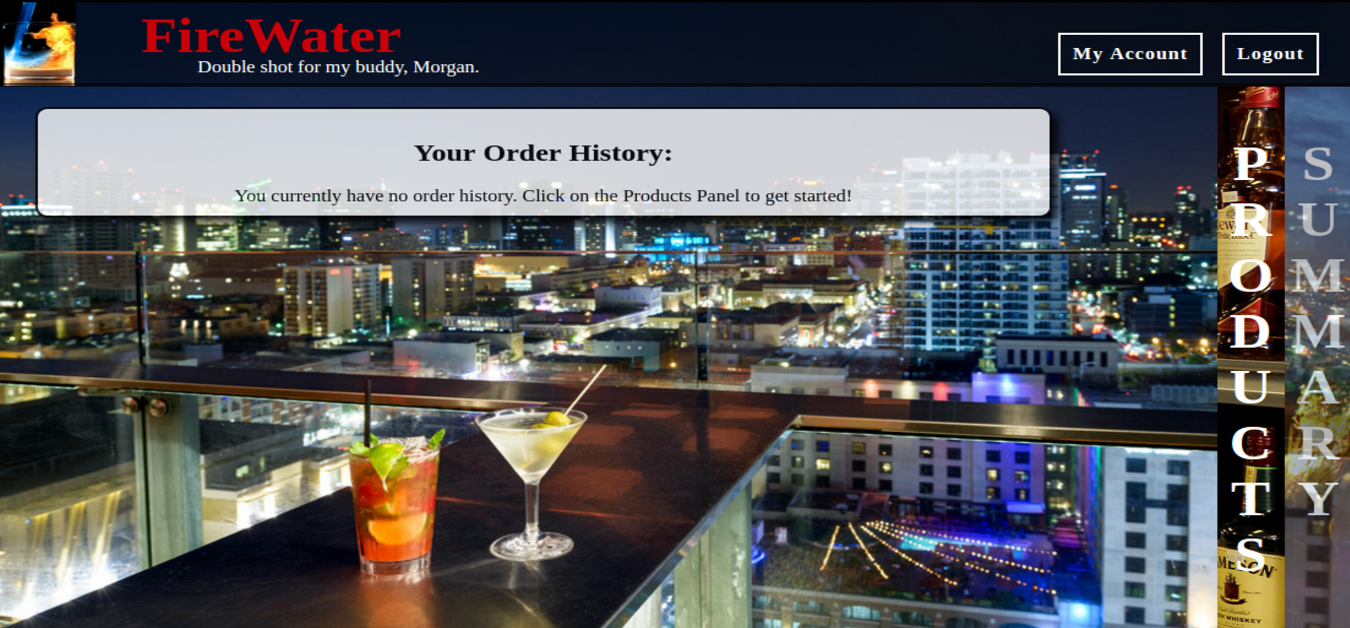 FireWater
Double shot for my buddy, Morgan.
My Account
Logout
Your Order History:
You currently have no order history. Click on the Products Panel to get started!
PRODUCTS
SUMMARY
WHISKEY